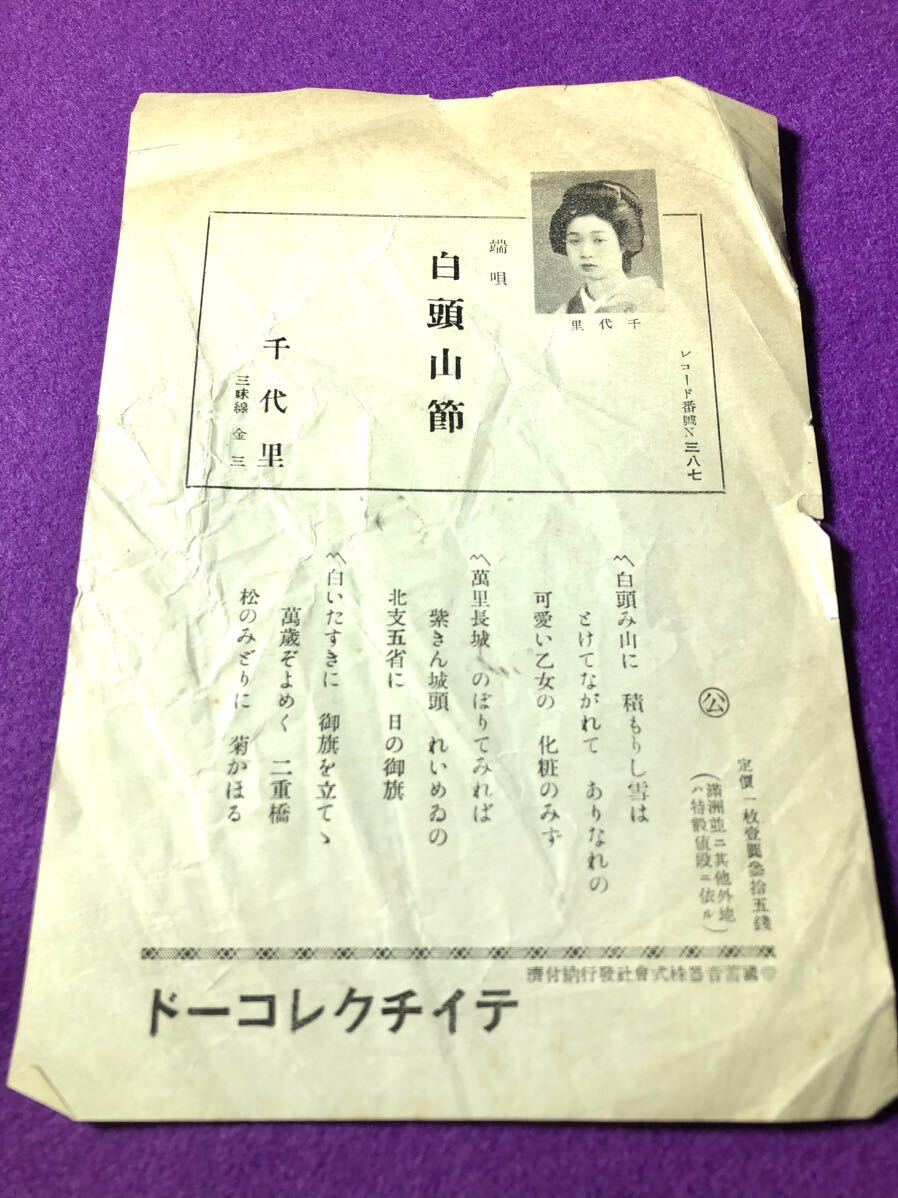 レコード番號N三八七
千代里
端唄
白頭山節
千代里
三味線 金三
㊏定價一枚壹圓參拾五錢
(滿洲並ニ其他外地
ハ特設値段ニ依ル)
㊢
〽白頭み山に 積もりし雪は
とけてながれて ありなれの
可愛い乙女の 化粧のみず
〽萬里長城 のぼりてみれば
紫きん城頭 れいめゐの
北支五省に 日の御旗
〽白いたすきに 御旗を立てゝ
萬歳ぞよめく 二重橋
松のみどりに 菊かほる
帝國蓄音器株式會社發行納付濟
テイチクレコード